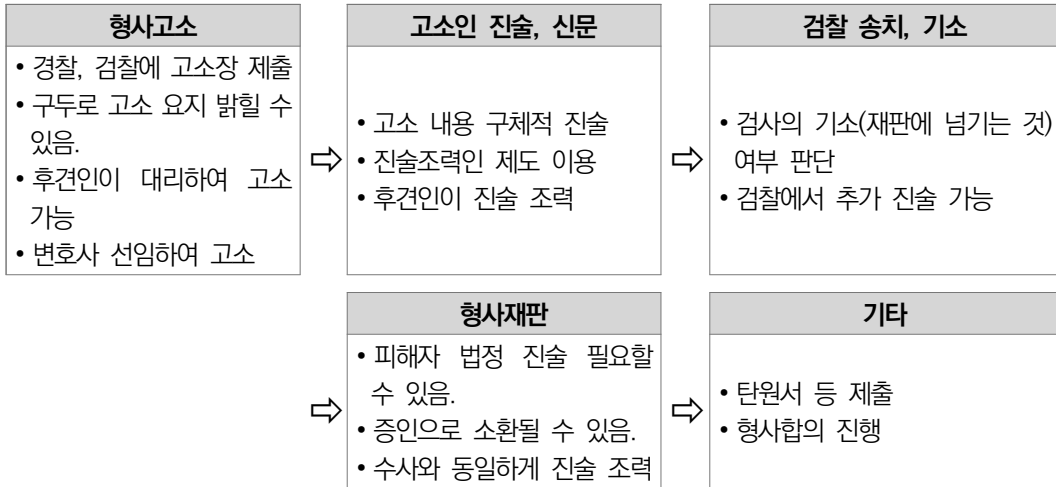 형사고소
• 경찰, 검찰에 고소장 제출
• 구두로 고소 요지 밝힐 수
있음.
• 후견인이 대리하여 고소
가능
• 변호사 선임하여 고소
⇨
고소인 진술, 신문
• 고소 내용 구체적 진술
• 진술조력인 제도 이용
• 후견인이 진술 조력
⇨
검찰 송치, 기소
• 검사의 기소(재판에 넘기는 것)
여부 판단
• 검찰에서 추가 진술 가능
⇨
형사재판
• 피해자 법정 진술 필요할
수 있음.
• 증인으로 소환될 수 있음.
• 수사와 동일하게 진술 조력
⇨
기타
• 탄원서 등 제출
• 형사합의 진행